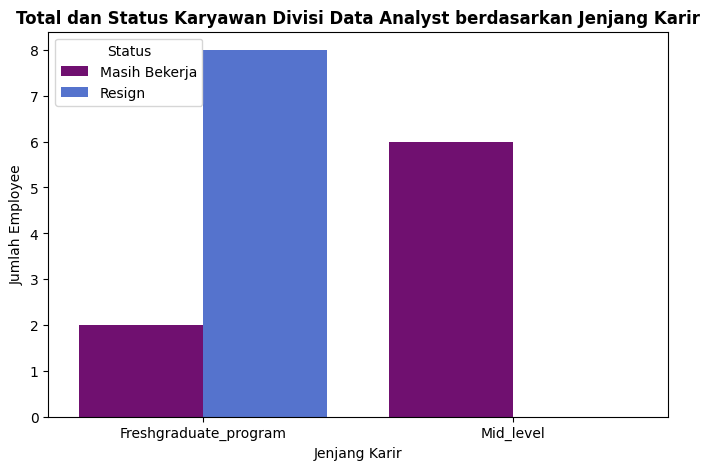 Total dan Status Karyawan Divisi Data Analyst berdasarkan Jenjang Karir
Status
Masih Bekerja
Resign
Jumlah Employee
8
7
6
5
4
3
2
1
0
Freshgraduate_program
Mid_level
Jenjang Karir